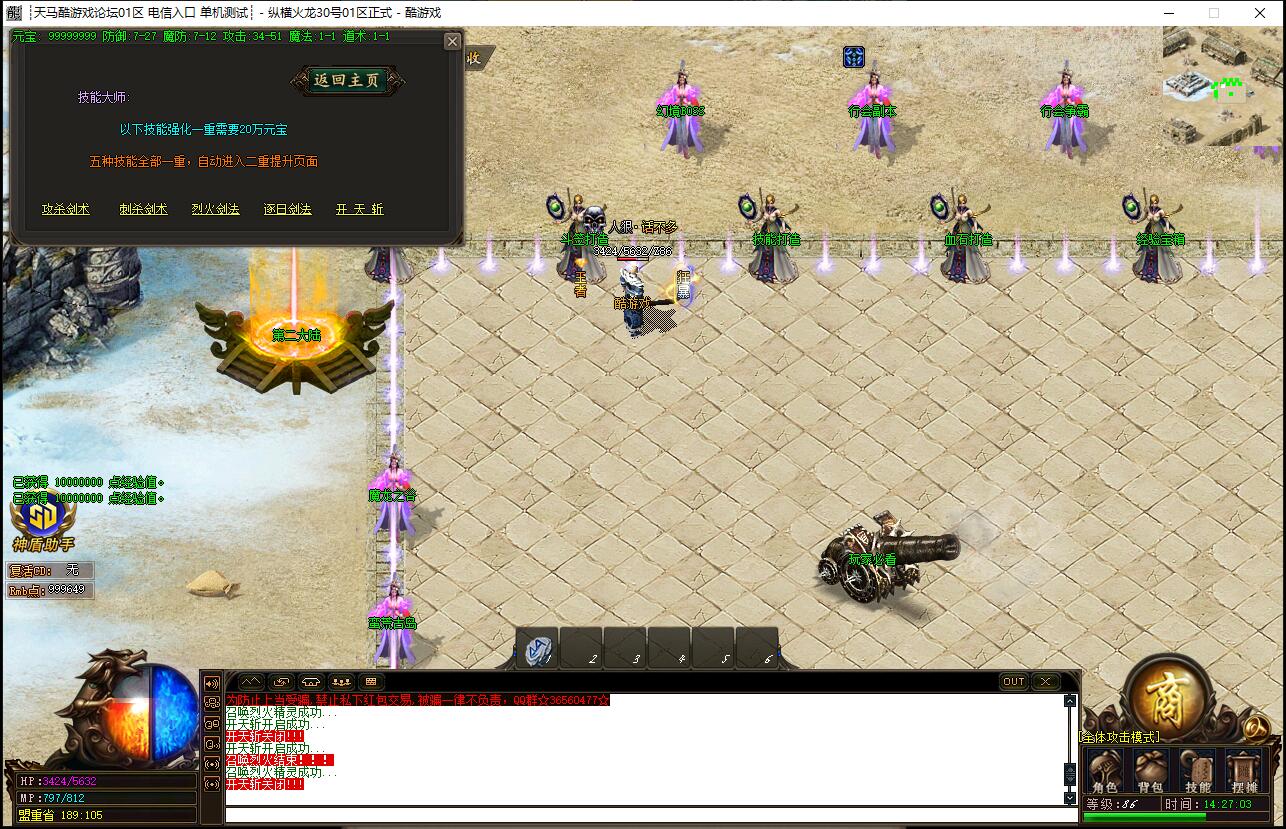 天马酷游戏论坛01区 电信入口 单机测试 - 纵横火龙30号01区正式 - 酷游戏
元宝: 99999999 防御:7-27 魔防:7-12 攻击:34-51 魔法:1-1 道术:1-1
收
返回主页
技能大师:
以下技能强化一重需要20万元宝
五种技能全部一重，自动进入二重提升页面
攻杀剑术 刺杀剑术 烈火剑法 逐日剑法 开 天 斩
幻境BOSS
行会副本
行会争霸
人狠·话不多
斗笠打造
技能打造
血石打造
经验宝箱
3424/5632/Z86
王者
狂暴
酷游戏
第二大陆
已获得 10000000 点经验值。
已获得 10000000 点经验值。
魔龙之谷
神盾助手
玩家必看
复活CD: 无
Rmb点: 999649
蛮荒古岛
1 2 3 4 5 6
OUT
为防止上当受骗,禁止私下红包交易,被骗一律不负责；QQ群☆36560477☆
召唤烈火精灵成功...
开天斩开启成功...
开天斩关闭!!!
开天斩开启成功...
召唤烈火结束!!!!
召唤烈火精灵成功...
开天斩关闭!!!
商
[全体攻击模式]
HP:3424/5632
MP:797/812
盟重省 189:105
角色 背包 技能 摆摊
等级:86 时间:14:27:03